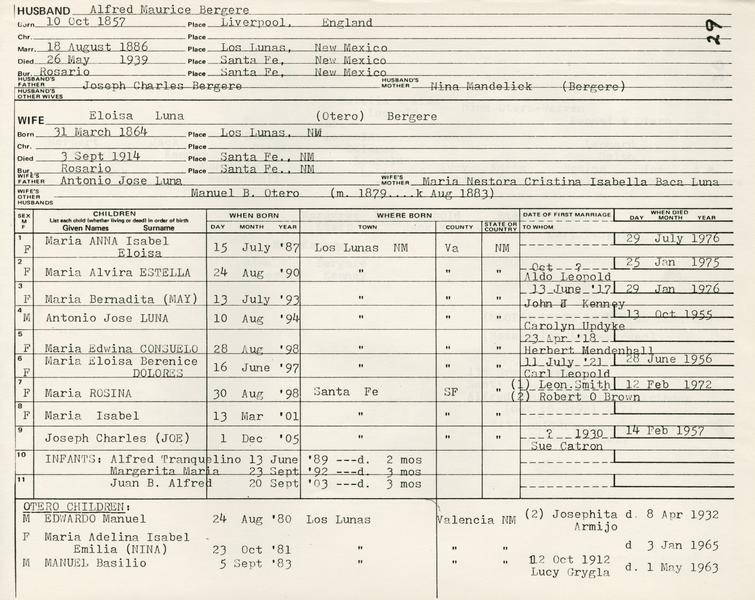 29
HUSBAND Alfred Maurice Bergere
Born 10 Oct 1857 Place Liverpool, England
Chr. Place
Marr. 18 August 1886 Place Los Lunas, New Mexico
Died 26 May 1939 Place Santa Fe, New Mexico
Bur. Rosario Place Santa Fe, New Mexico
HUSBAND'S FATHER Joseph Charles Bergere HUSBAND'S MOTHER Nina Mandelick (Bergere)
HUSBAND'S OTHER WIVES
WIFE Eloisa Luna (Otero) Bergere
Born 31 March 1864 Place Los Lunas, NM
Chr. Place
Died 3 Sept 1914 Place Santa Fe., NM
Bur. Rosario Place Santa Fe., NM
WIFE'S FATHER Antonio Jose Luna WIFE'S MOTHER Maria Nestora Cristina Isabella Baca Luna
WIFE'S OTHER HUSBANDS Manuel B. Otero (m. 1879....k Aug 1883)
SEX M F CHILDREN List each child (whether living or dead) in order of birth Given Names Surname WHEN BORN DAY MONTH YEAR WHERE BORN TOWN COUNTY STATE OR COUNTRY DATE OF FIRST MARRIAGE TO WHOM WHEN DIED DAY MONTH YEAR
1 F Maria ANNA Isabel Eloisa 15 July '87 Los Lunas NM Va NM 29 July 1976
2 F Maria Alvira ESTELLA 24 Aug '90 " " " Oct ? Aldo Leopold 25 Jan 1975
3 F Maria Bernadita (MAY) 13 July '93 " " " 13 June '17 John J Kenney 29 Jan 1976
4 M Antonio Jose LUNA 10 Aug '94 " " " Carolyn Updyke 13 Oct 1955
5 F Maria Edwina CONSUELO 28 Aug '98 " " " 23 Apr '18 Herbert Mendenhall
6 F Maria Eloisa Berenice DOLORES 16 June '97 " " " 11 July '21 Carl Leopold 28 June 1956
7 F Maria ROSINA 30 Aug '98 Santa Fe SF " (1) Leon.Smith (2) Robert O Brown 12 Feb 1972
8 F Maria Isabel 13 Mar '01 " " "
9 Joseph Charles (JOE) 1 Dec '05 " " " ? 1930 Sue Catron 14 Feb 1957
10 INFANTS: Alfred Tranquelino 13 June '89 ---d. 2 mos
Margerita Maria 23 Sept '92 ---d. 3 mos
11 Juan B. Alfred 20 Sept '03 ---d. 3 mos
OTERO CHILDREN:
M EDWARDO Manuel 24 Aug '80 Los Lunas Valencia NM (2) Josephita Armijo d. 8 Apr 1932
F Maria Adelina Isabel
Emilia (NINA) 23 Oct '81 " " " d 3 Jan 1965
M MANUEL Basilio 5 Sept '83 " " " 12 Oct 1912 Lucy Grygla d. 1 May 1963